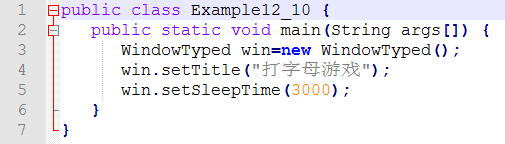 1 public class Example12_10 {
2 public static void main(String args[]) {
3 WindowTyped win=new WindowTyped();
4 win.setTitle("打字母游戏");
5 win.setSleepTime(3000);
6 }
7 }